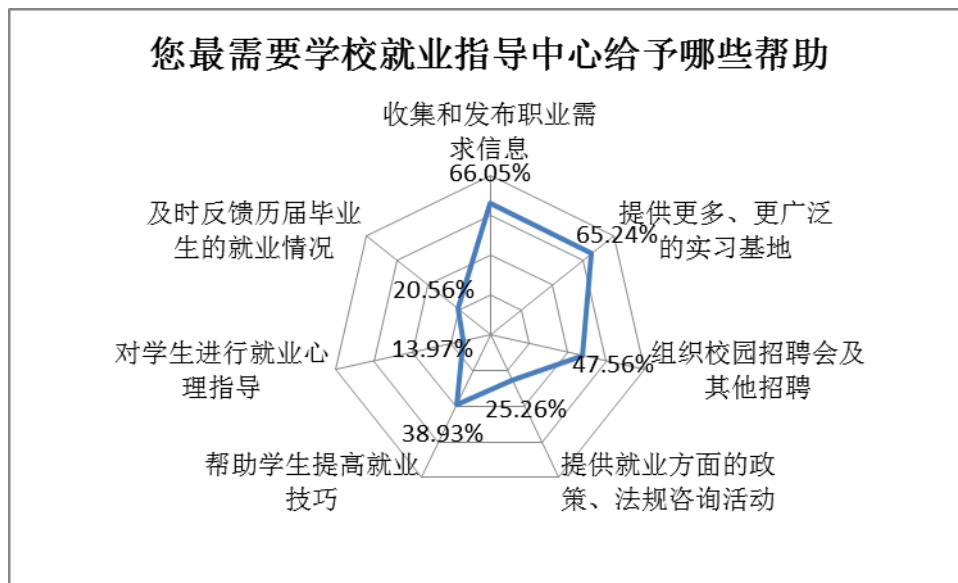 您最需要学校就业指导中心给予哪些帮助
收集和发布职业需
求信息
66.05%
提供更多、更广泛
的实习基地
65.24%
组织校园招聘会及
其他招聘
47.56%
提供就业方面的政
策、法规咨询活动
25.26%
帮助学生提高就业
技巧
38.93%
对学生进行就业心
理指导
13.97%
及时反馈历届毕业
生的就业情况
20.56%